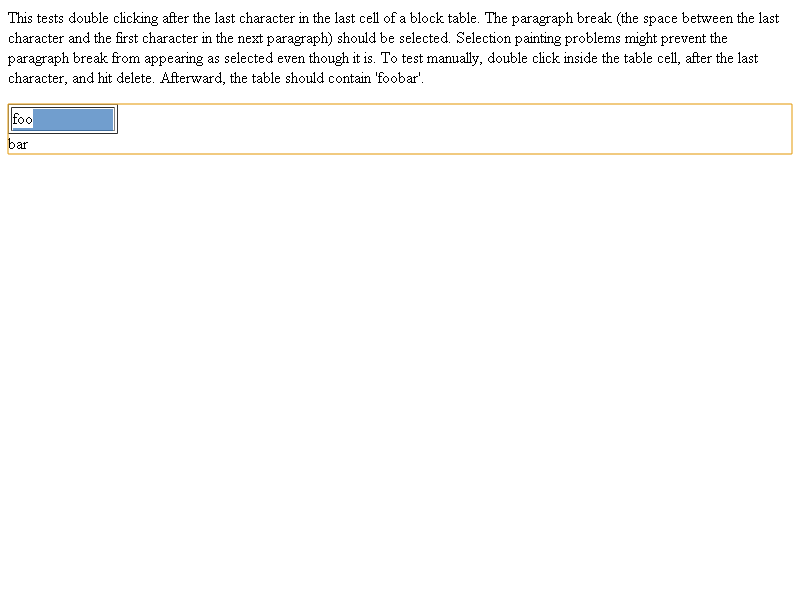 This tests double clicking after the last character in the last cell of a block table. The paragraph break (the space between the last
character and the first character in the next paragraph) should be selected. Selection painting problems might prevent the
paragraph break from appearing as selected even though it is. To test manually, double click inside the table cell, after the last
character, and hit delete. Afterward, the table should contain 'foobar'.
foo
bar